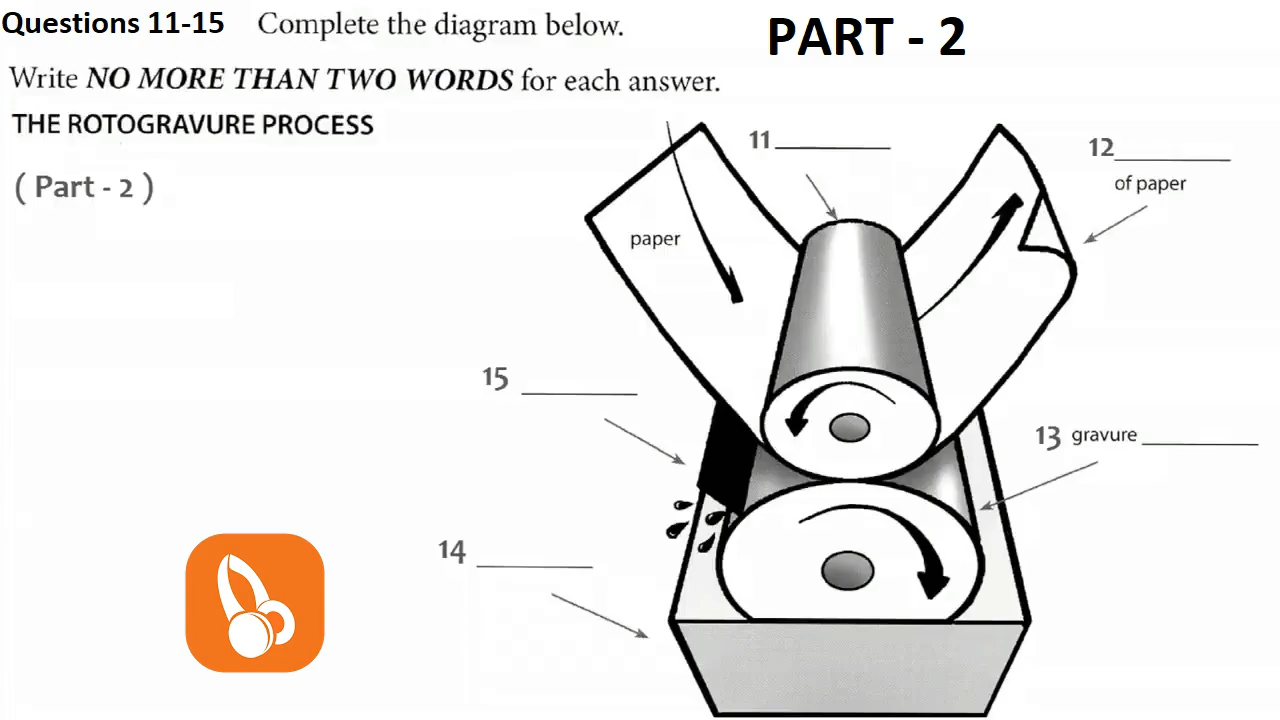 Questions 11-15 Complete the diagram below.
PART - 2
Write NO MORE THAN TWO WORDS for each answer.
THE ROTOGRAVURE PROCESS
( Part - 2 )
11
12
of paper
paper
15
13 gravure
14